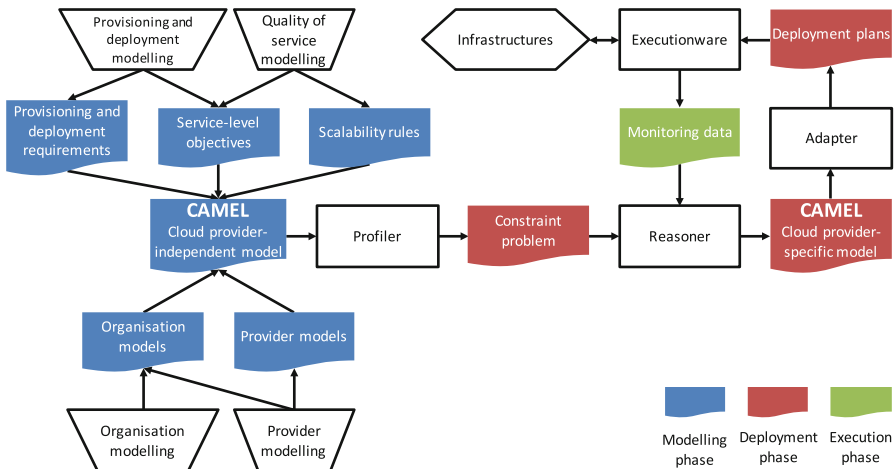 Provisioning and
deployment
modelling
Quality of
service
modelling
Infrastructures
Executionware
Deployment plans
Provisioning and
deployment
requirements
Service-level
objectives
Scalability rules
Monitoring data
Adapter
CAMEL
Cloud provider-
independent model
Profiler
Constraint
problem
Reasoner
CAMEL
Cloud provider-
specific model
Organisation
models
Provider models
Organisation
modelling
Provider
modelling
Modelling
phase
Deployment
phase
Execution
phase